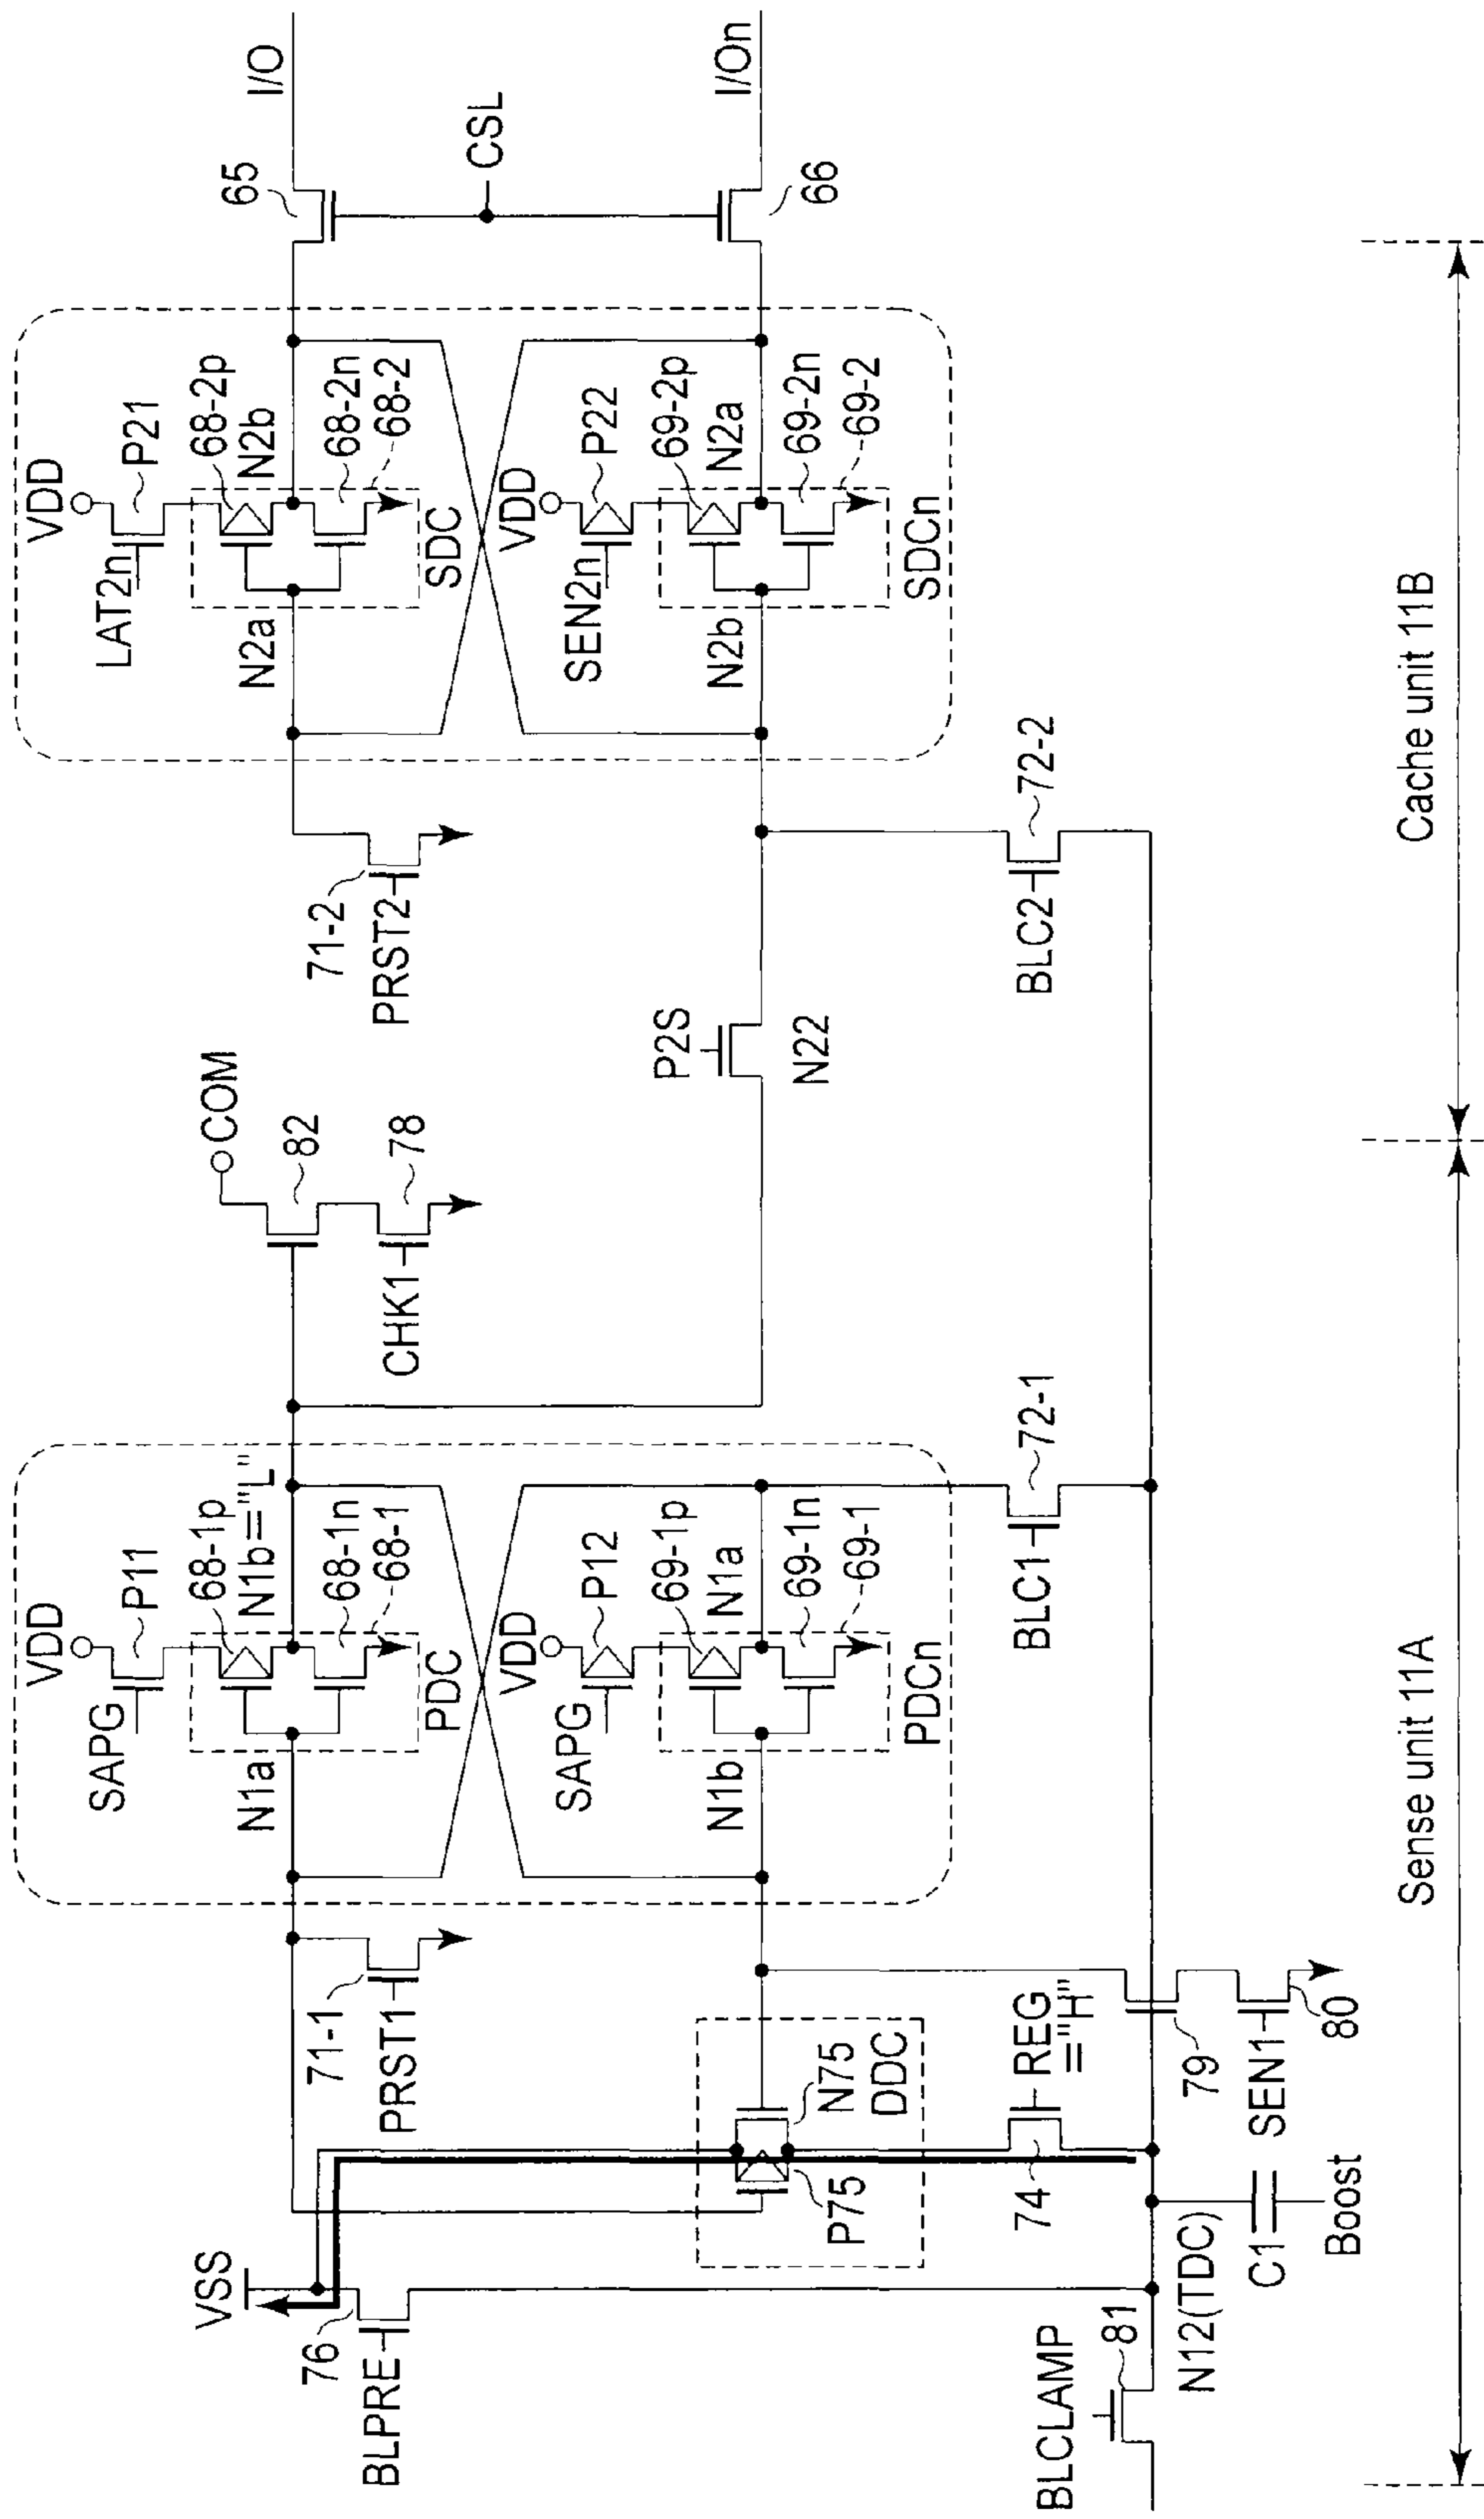 I/O
I/On
65
CSL
66
VDD
P21
LAT2n
68-2p
N2b
68-2n
68-2
N2a
SDC
VDD
P22
SEN2n
69-2p
N2a
69-2n
69-2
N2b
SDCn
71-2
PRST2
72-2
BLC2
P2S
N22
COM
82
78
CHK1
VDD
P11
SAPG
68-1p
N1b="L"
68-1n
68-1
N1a
PDC
VDD
P12
SAPG
69-1p
N1a
69-1n
69-1
N1b
PDCn
72-1
BLC1
71-1
PRST1
N75
DDC
P75
REG
="H"
74
79
SEN1
80
VSS
76
BLPRE
BLCLAMP
81
N12(TDC)
C1
Boost
Sense unit 11A
Cache unit 11B